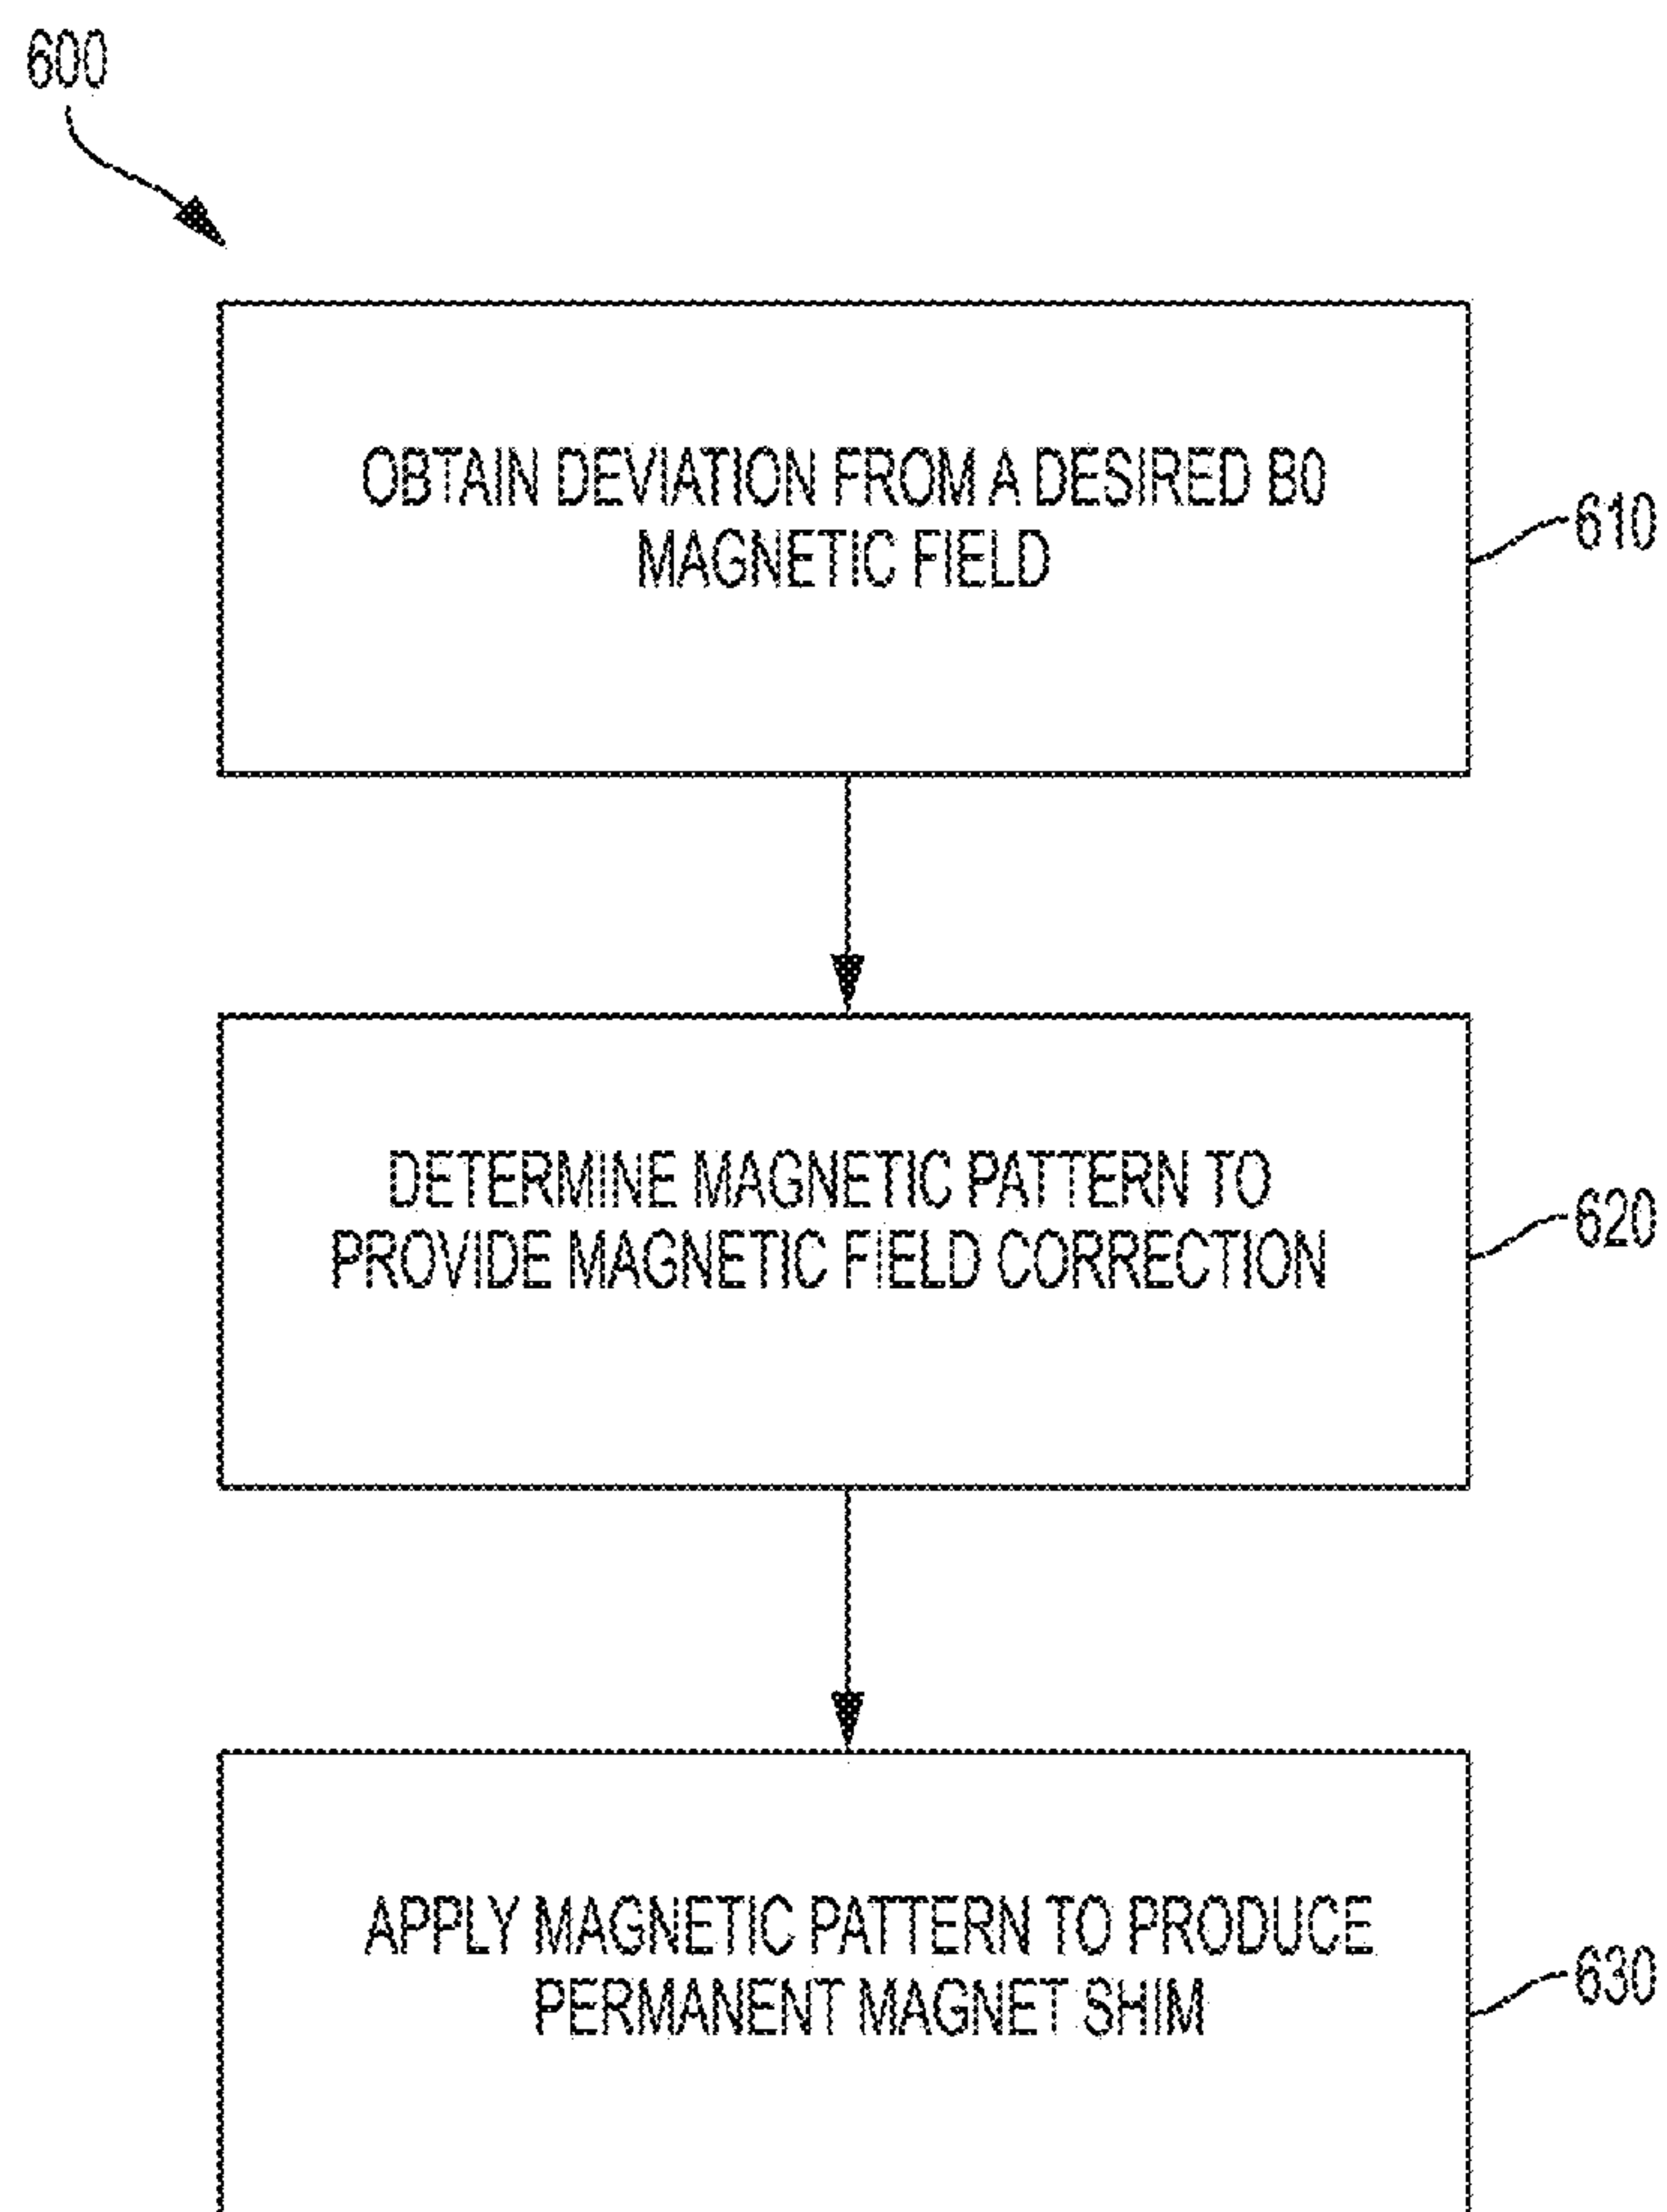 600
OBTAIN DEVIATION FROM A DESIRED B0
MAGNETIC FIELD
610
DETERMINE MAGNETIC PATTERN TO
PROVIDE MAGNETIC FIELD CORRECTION
620
APPLY MAGNETIC PATTERN TO PRODUCE
PERMANENT MAGNET SHIM
630